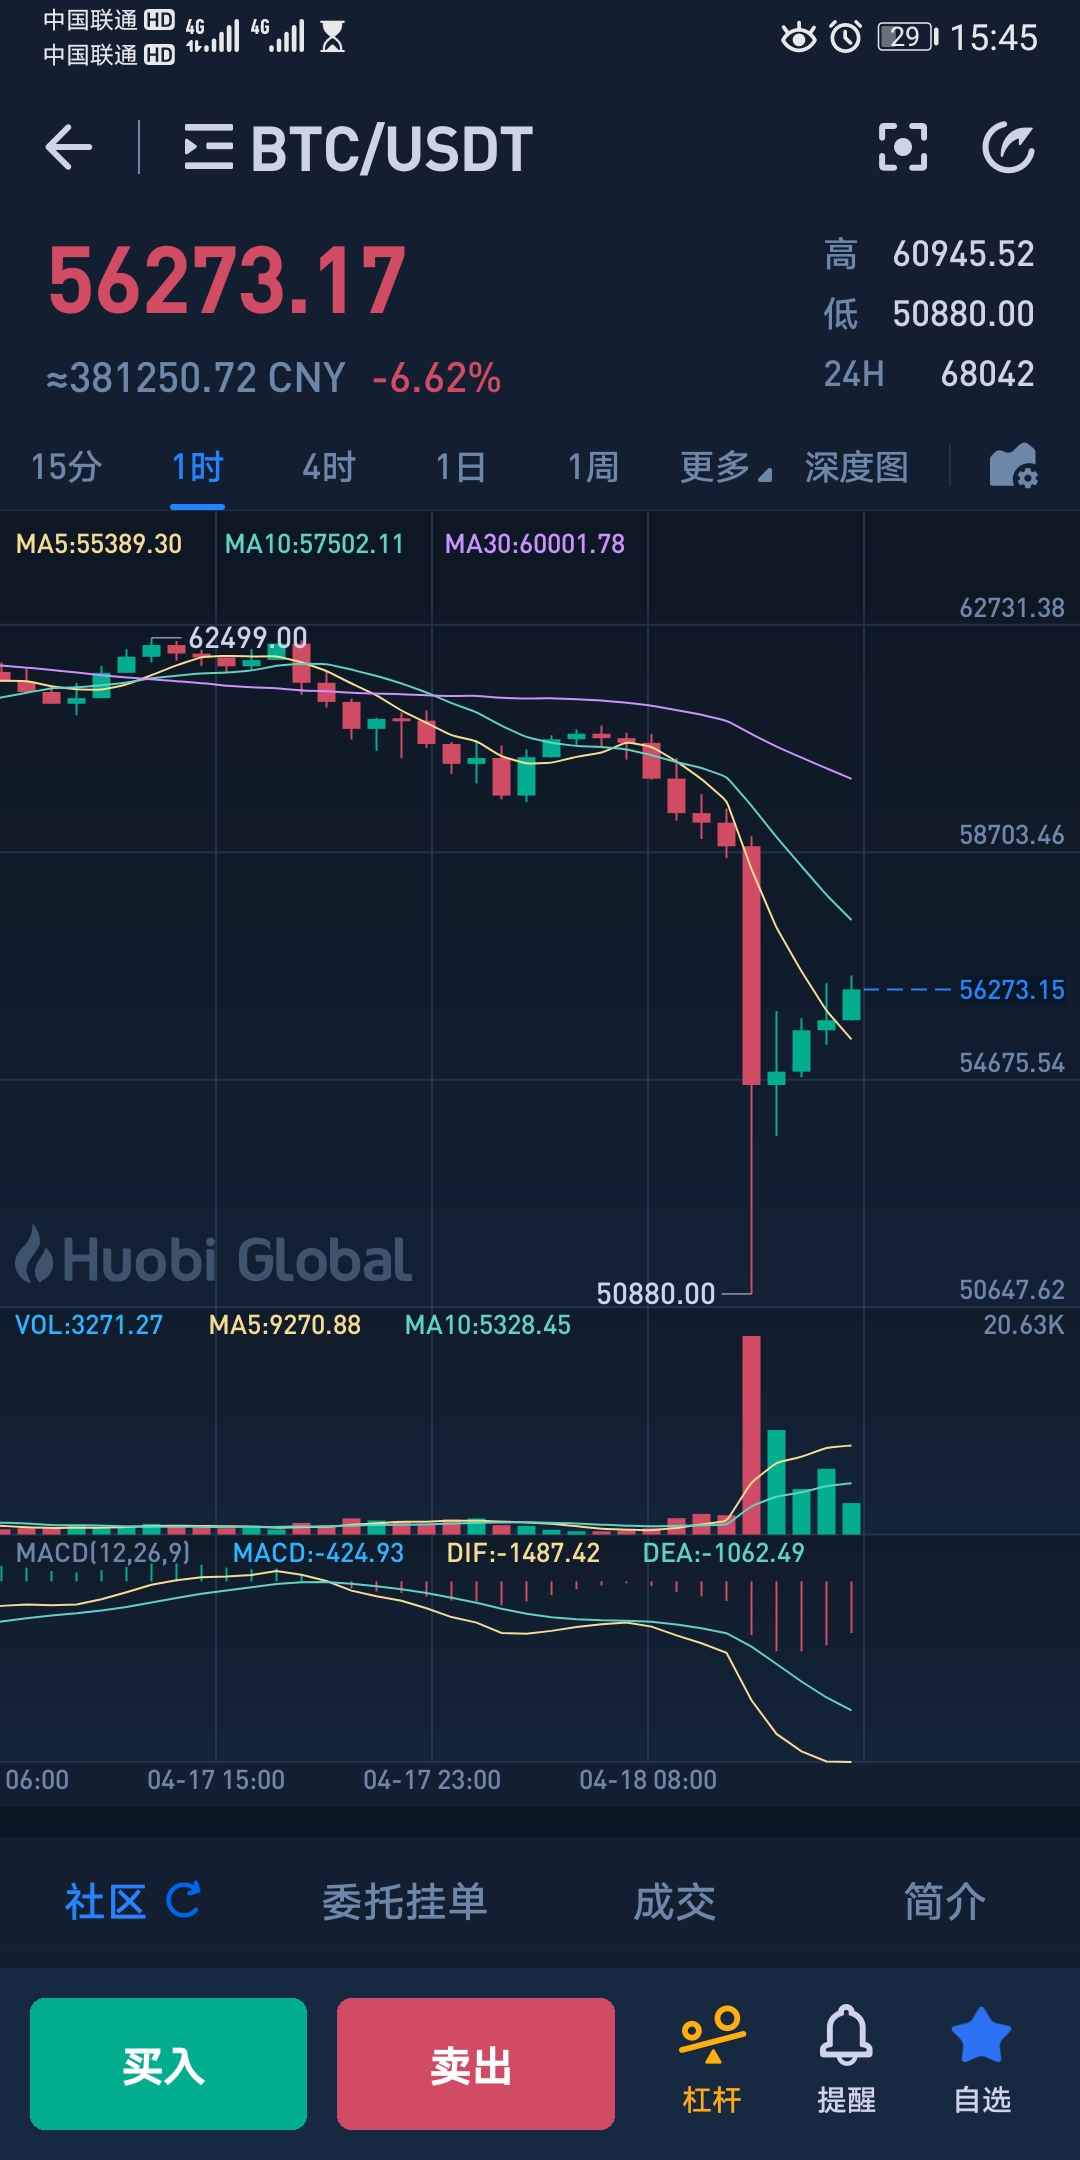 中国联通 HD 4G 4G
中国联通 HD
29 15:45
BTC/USDT
56273.17
高 60945.52
低 50880.00
≈381250.72 CNY -6.62%
24H 68042
15分 1时 4时 1日 1周 更多 深度图
MA5:55389.30 MA10:57502.11 MA30:60001.78
62731.38
62499.00
58703.46
56273.15
54675.54
Huobi Global
50880.00
50647.62
VOL:3271.27 MA5:9270.88 MA10:5328.45 20.63K
MACD(12,26,9) MACD:-424.93 DIF:-1487.42 DEA:-1062.49
06:00 04-17 15:00 04-17 23:00 04-18 08:00
社区 委托挂单 成交 简介
买入 卖出 杠杆 提醒 自选